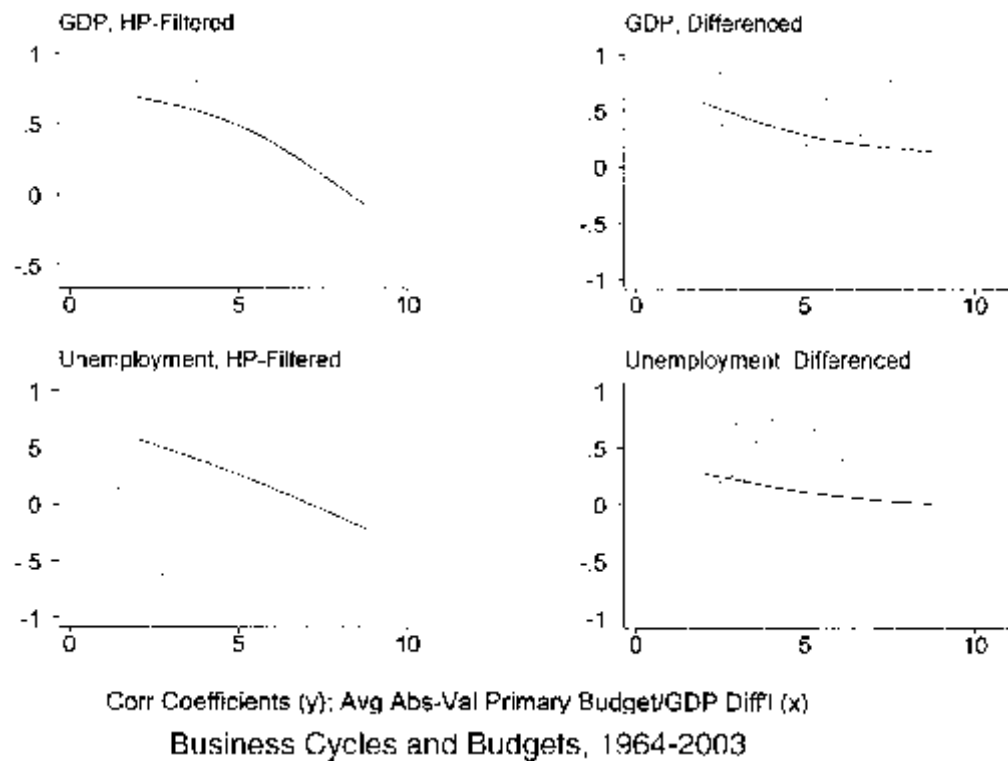 GDP, HP-Filtered
1
.5
0
-.5
0 5 10
GDP, Differenced
1
.5
0
-.5
-1
0 5 10
Unemployment, HP-Filtered
1
.5
0
-.5
-1
0 5 10
Unemployment Differenced
1
.5
0
-.5
-1
0 5 10
Corr Coefficients (y); Avg Abs-Val Primary Budget/GDP Diff'l (x)
Business Cycles and Budgets, 1964-2003